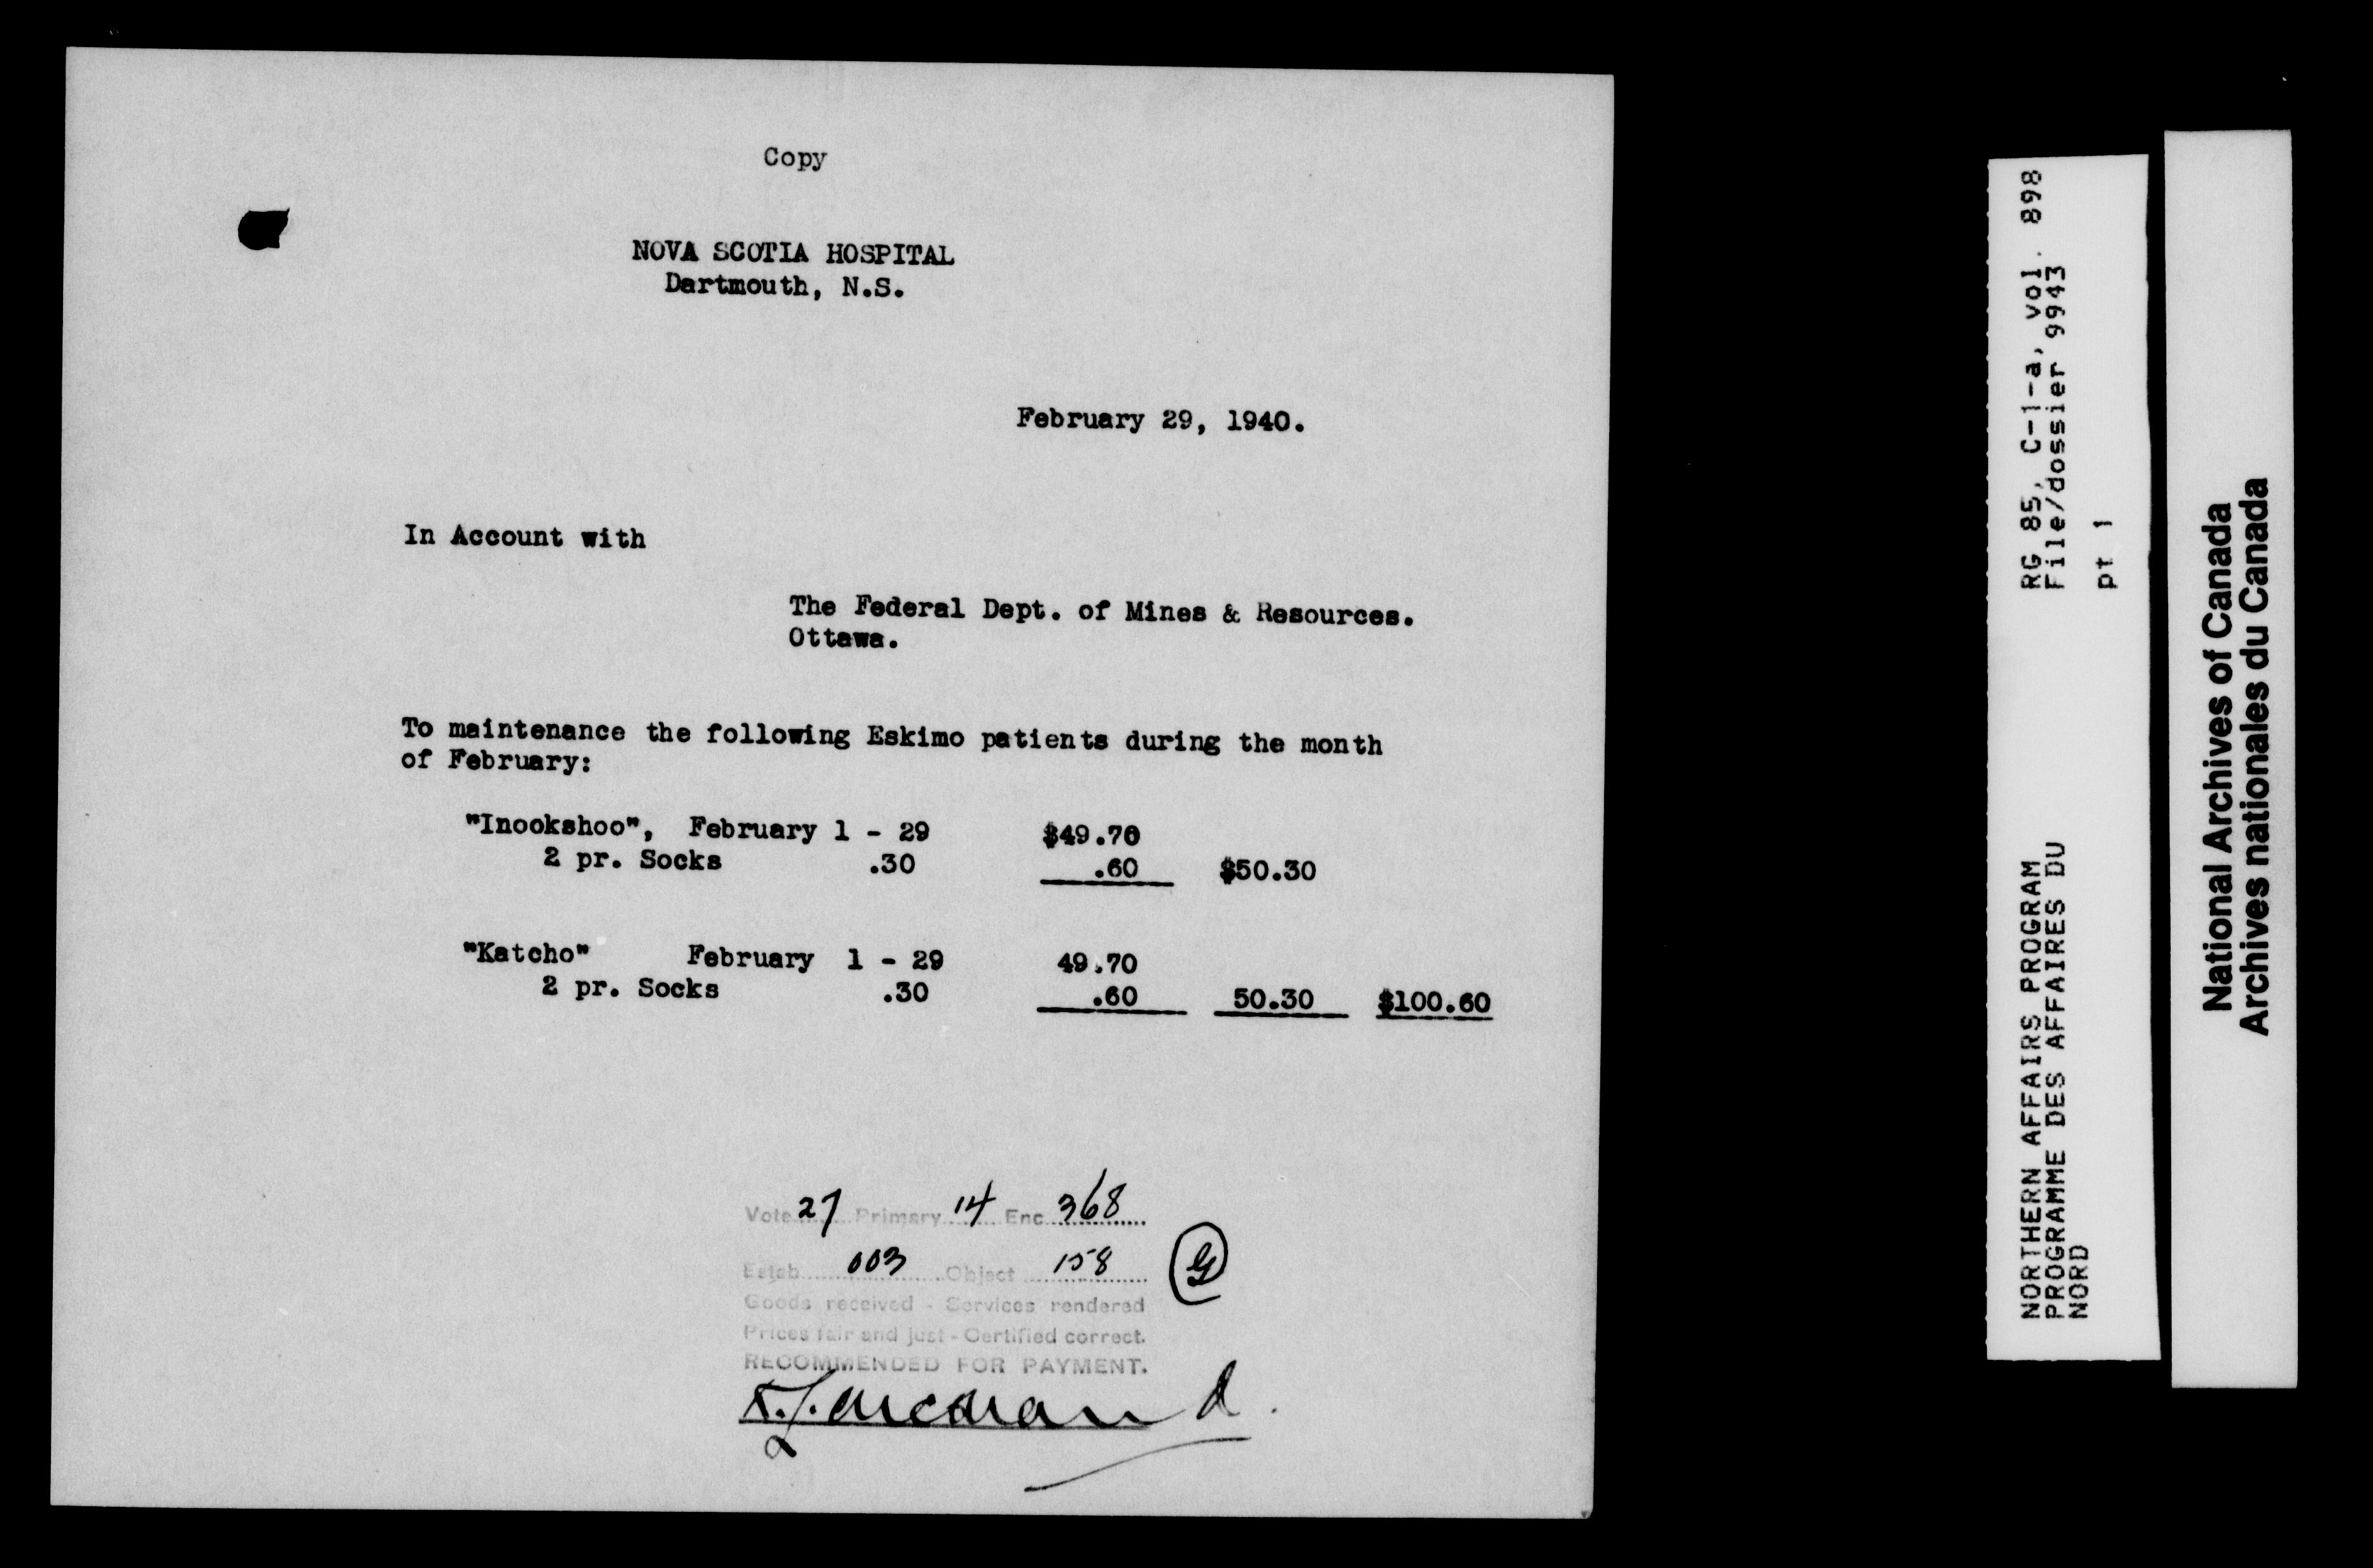 Copy
NOVA SCOTIA HOSPITAL
Dartmouth, N.S.
February 29, 1940.
In Account with
The Federal Dept. of Mines & Resources.
Ottawa.
To maintenance the following Eskimo patients during the month
of February:
"Inookshoo", February 1 - 29 $49.70
2 pr. Socks .30 .60 $50.30
"Katcho" February 1 - 29 49.70
2 pr. Socks .30 .60 50.30 $100.60
Vote 27 Primary 14 Enc 368
Estab 003 Object 158
Goods received - Services rendered
Prices fair and just - Certified correct.
RECOMMENDED FOR PAYMENT.
RG 85, C-1-a, vol. 898
File/dossier 9943
pt 1
NORTHERN AFFAIRS PROGRAM
PROGRAMME DES AFFAIRES DU
NORD
National Archives of Canada
Archives nationales du Canada